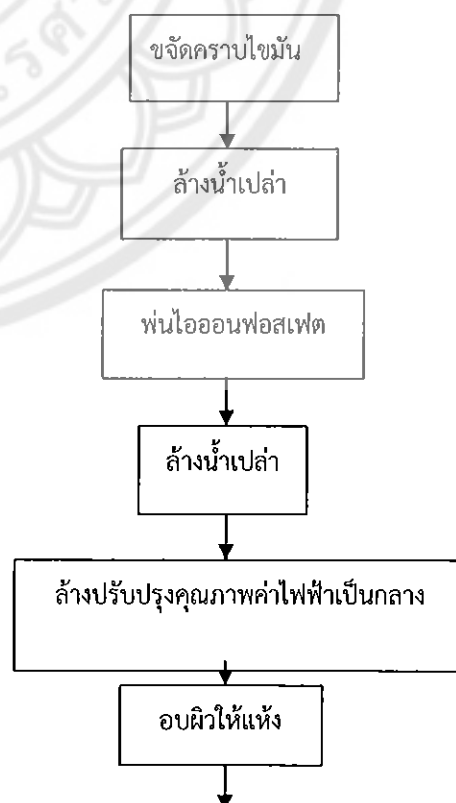 ขจัดคราบไขมัน
ล้างน้ำเปล่า
พ่นไอออนฟอสเฟต
ล้างน้ำเปล่า
ล้างปรับปรุงคุณภาพค่าไฟฟ้าเป็นกลาง
อบผิวให้แห้ง